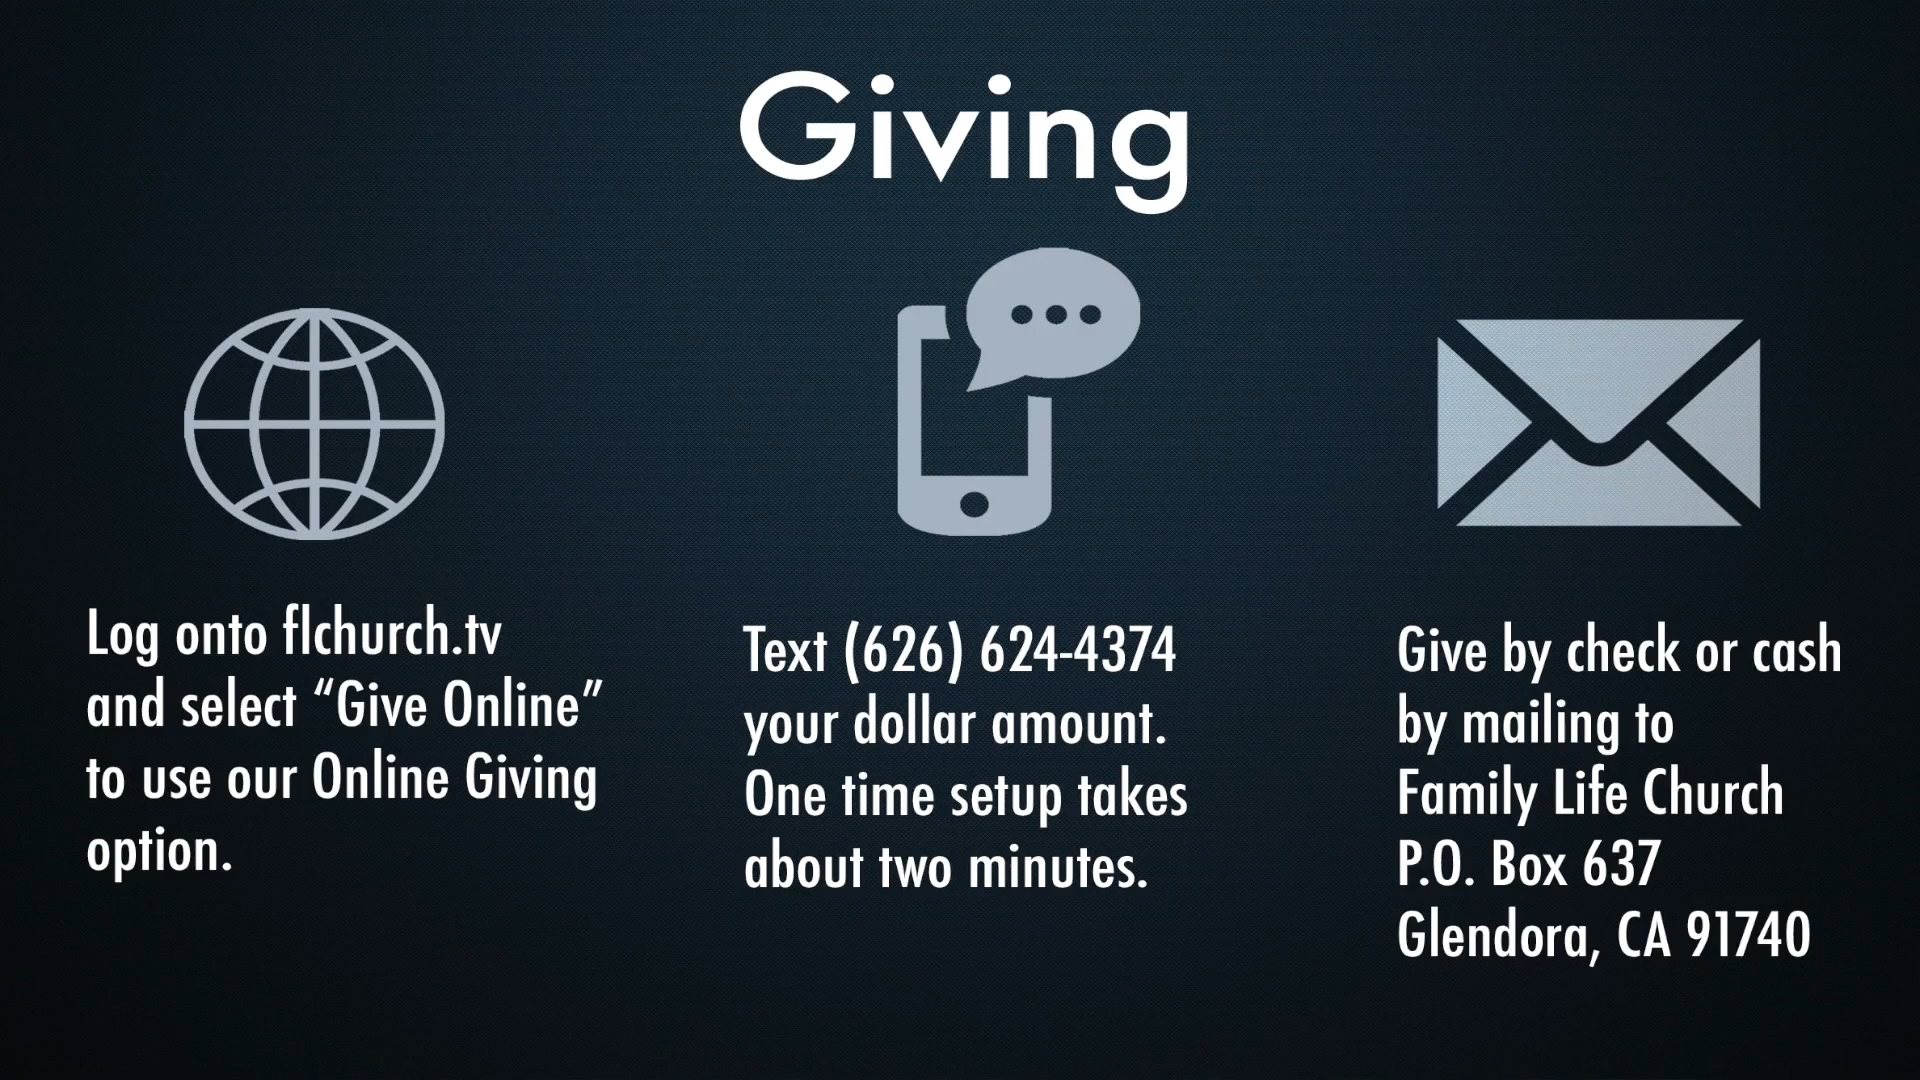 Giving
Log onto flchurch.tv
and select “Give Online”
to use our Online Giving
option.
Text (626) 624-4374
your dollar amount.
One time setup takes
about two minutes.
Give by check or cash
by mailing to
Family Life Church
P.O. Box 637
Glendora, CA 91740